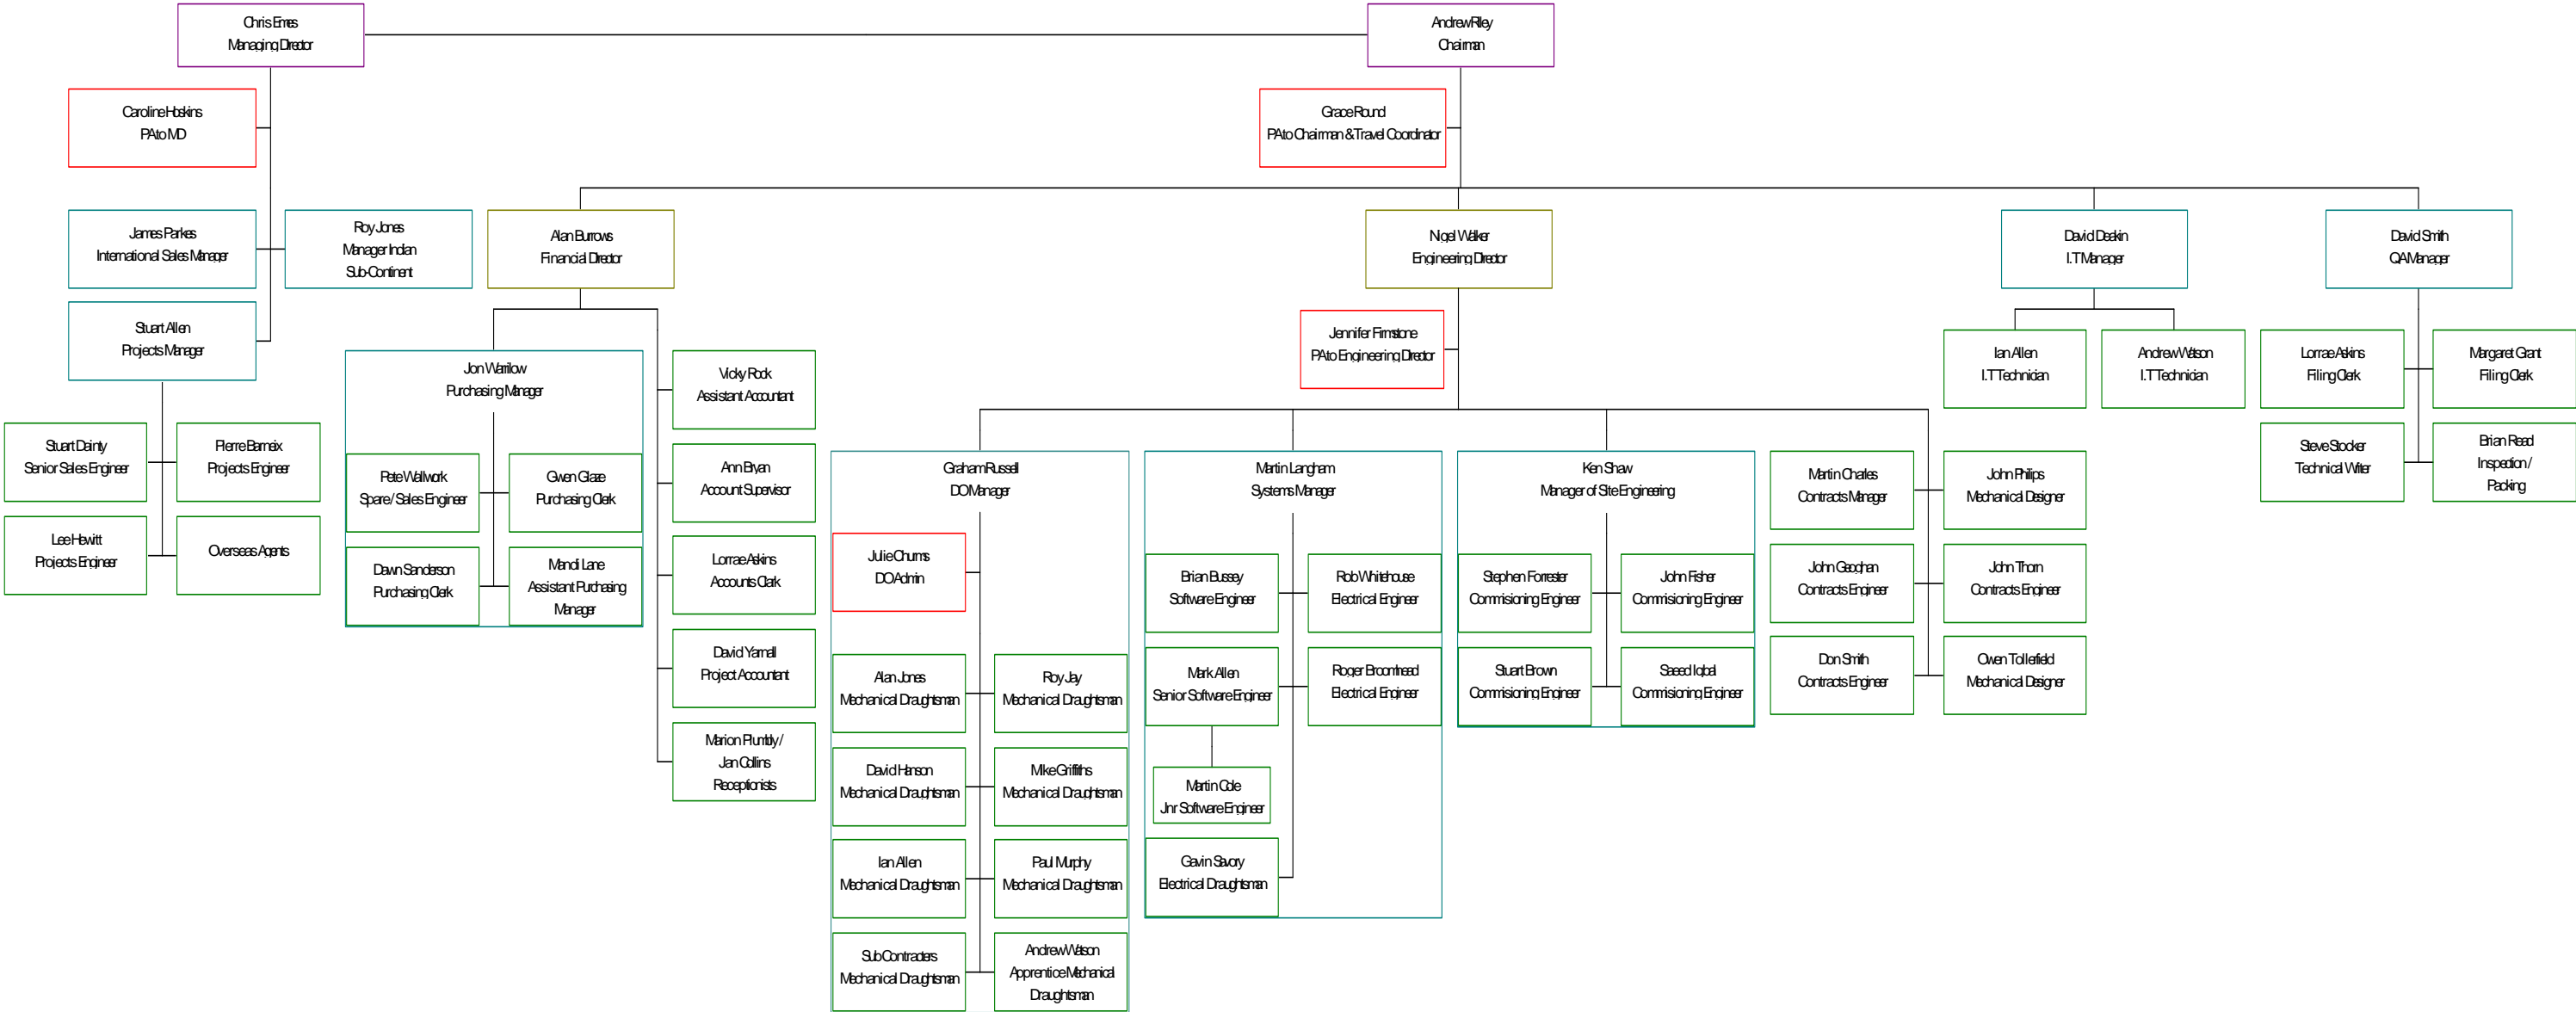 Chris Emes
Managing Director
Andrew Riley
Chairman
Caroline Hoskins
PA to MD
Grace Round
PA to Chairman & Travel Coordinator
James Parkes
International Sales Manager
Roy Jones
Manager Indian
Sub-Continent
Alan Burrows
Financial Director
Nigel Walker
Engineering Director
David Deakin
I.T Manager
David Smith
QA Manager
Stuart Allen
Projects Manager
Jennifer Firmstone
PA to Engineering Director
Ian Allen
I.T Technician
Andrew Watson
I.T Technician
Lorrae Askins
Filing Clerk
Margaret Grant
Filing Clerk
Jon Warrilow
Purchasing Manager
Vicky Rock
Assistant Accountant
Stuart Dainty
Senior Sales Engineer
Pierre Barneix
Projects Engineer
Steve Stocker
Technical Writer
Brian Read
Inspection /
Packing
Pete Wallwork
Spare / Sales Engineer
Gwen Glaze
Purchasing Clerk
Ann Bryan
Account Supervisor
Graham Russell
DO Manager
Martin Langham
Systems Manager
Ken Shaw
Manager of Site Engineering
Martin Charles
Contracts Manager
John Philips
Mechanical Designer
Lee Hewitt
Projects Engineer
Overseas Agents
Dawn Sanderson
Purchasing Clerk
Mandi Lane
Assistant Purchasing
Manager
Lorrae Askins
Accounts Clark
Julie Churms
DO Admin
Brian Bussey
Software Engineer
Rob Whitehouse
Electrical Engineer
Stephen Forrester
Commisioning Engineer
John Fisher
Commisioning Engineer
John Geoghan
Contracts Engineer
John Thorn
Contracts Engineer
David Yarnall
Project Accountant
Alan Jones
Mechanical Draughtsman
Roy Jay
Mechanical Draughtsman
Mark Allen
Senior Software Engineer
Roger Broomhead
Electrical Engineer
Stuart Brown
Commisioning Engineer
Saeed Iqbal
Commisioning Engineer
Don Smith
Contracts Engineer
Owen Tollefield
Mechanical Designer
Marion Plumbly /
Jan Collins
Receptionists
David Hanson
Mechanical Draughtsman
Mike Griffiths
Mechanical Draughtsman
Martin Cole
Jnr Software Engineer
Ian Allen
Mechanical Draughtsman
Paul Murphy
Mechanical Draughtsman
Gavin Savory
Electrical Draughtsman
Sub Contracters
Mechanical Draughtsman
Andrew Watson
Apprentice Mechanical
Draughtsman